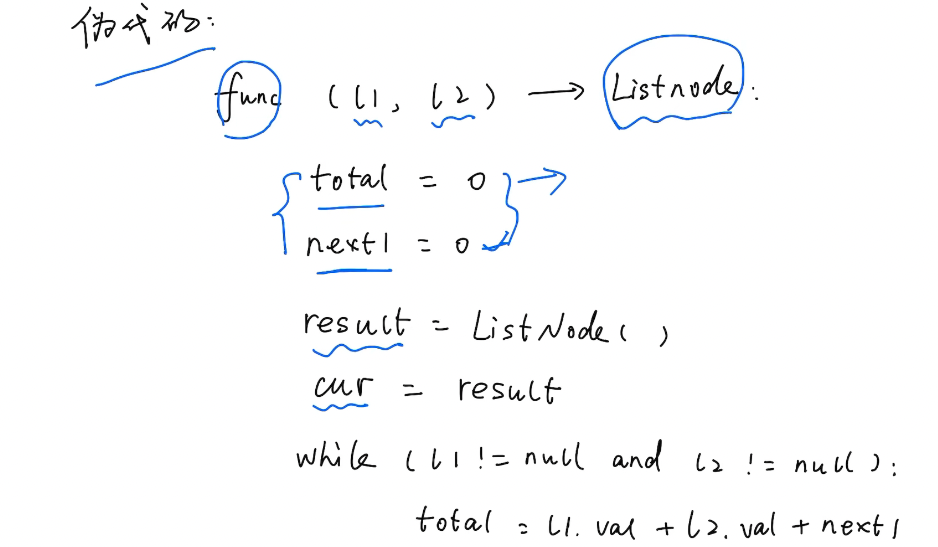 伪代码:
func (l1, l2) → Listnode:
total = 0
next1 = 0
result = ListNode( )
cur = result
while (l1 != null and l2 != null):
total = l1.val + l2.val + next1